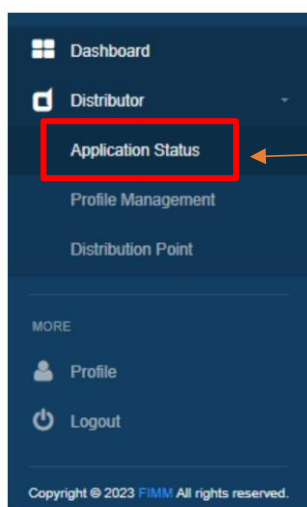 Dashboard
Distributor
Application Status
Profile Management
Distribution Point
MORE
Profile
Logout
Copyright © 2023 FIMM All rights reserved.